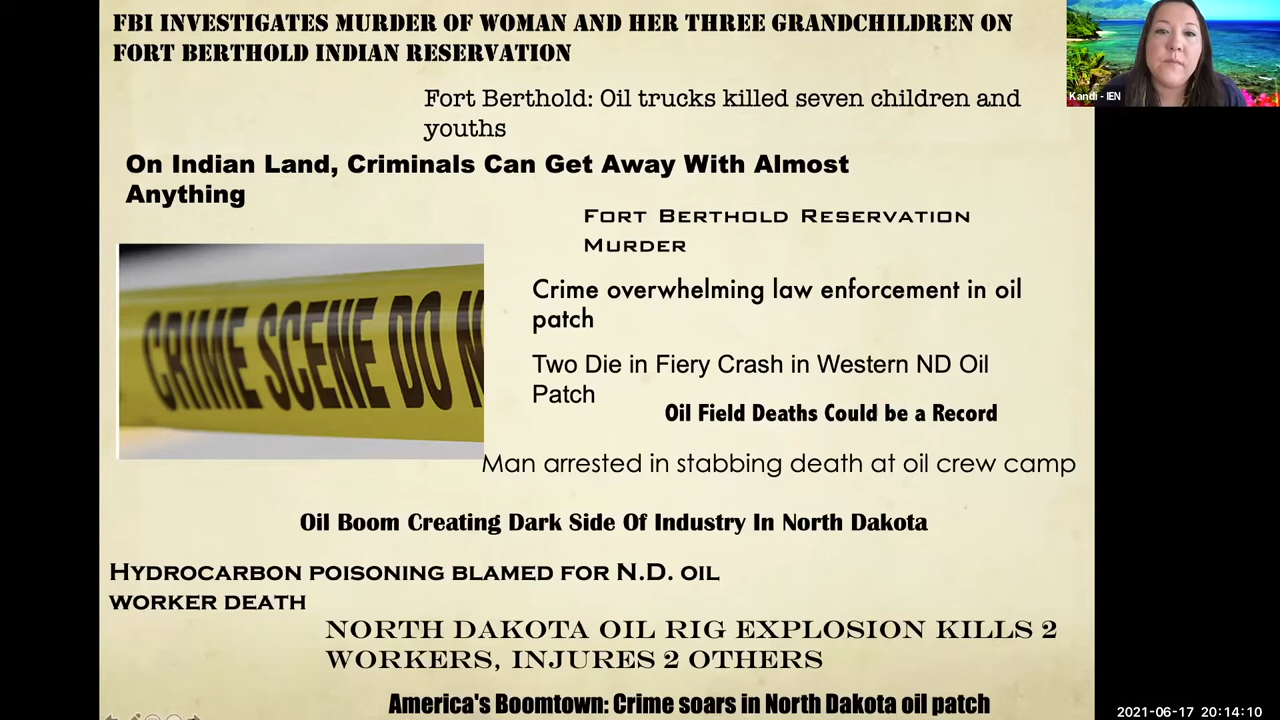 FBI INVESTIGATES MURDER OF WOMAN AND HER THREE GRANDCHILDREN ON
FORT BERTHOLD INDIAN RESERVATION
Kandi - IEN
Fort Berthold: Oil trucks killed seven children and
youths
On Indian Land, Criminals Can Get Away With Almost
Anything
FORT BERTHOLD RESERVATION
MURDER
CRIME SCENE DO N
Crime overwhelming law enforcement in oil
patch
Two Die in Fiery Crash in Western ND Oil
Patch
Oil Field Deaths Could be a Record
Man arrested in stabbing death at oil crew camp
Oil Boom Creating Dark Side Of Industry In North Dakota
HYDROCARBON POISONING BLAMED FOR N.D. OIL
WORKER DEATH
NORTH DAKOTA OIL RIG EXPLOSION KILLS 2
WORKERS, INJURES 2 OTHERS
America's Boomtown: Crime soars in North Dakota oil patch
2021-06-17 20:14:10